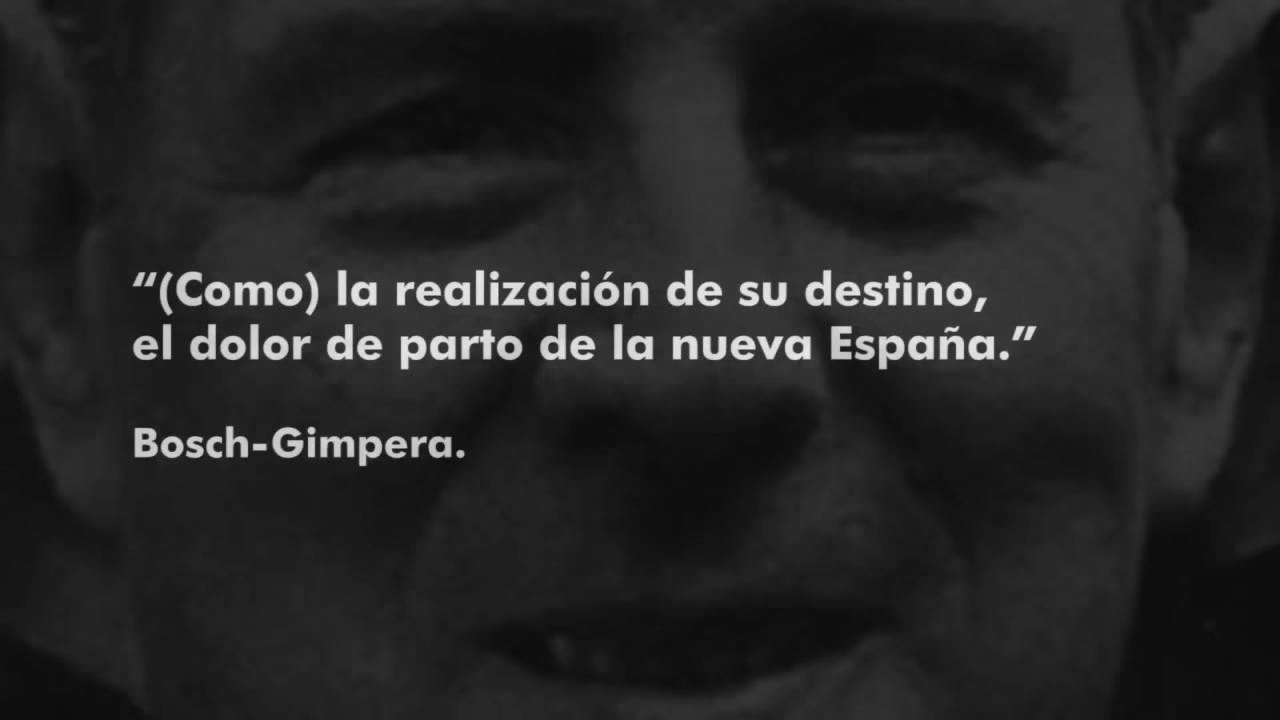 “(Como) la realización de su destino,
el dolor de parto de la nueva España.”
Bosch-Gimpera.